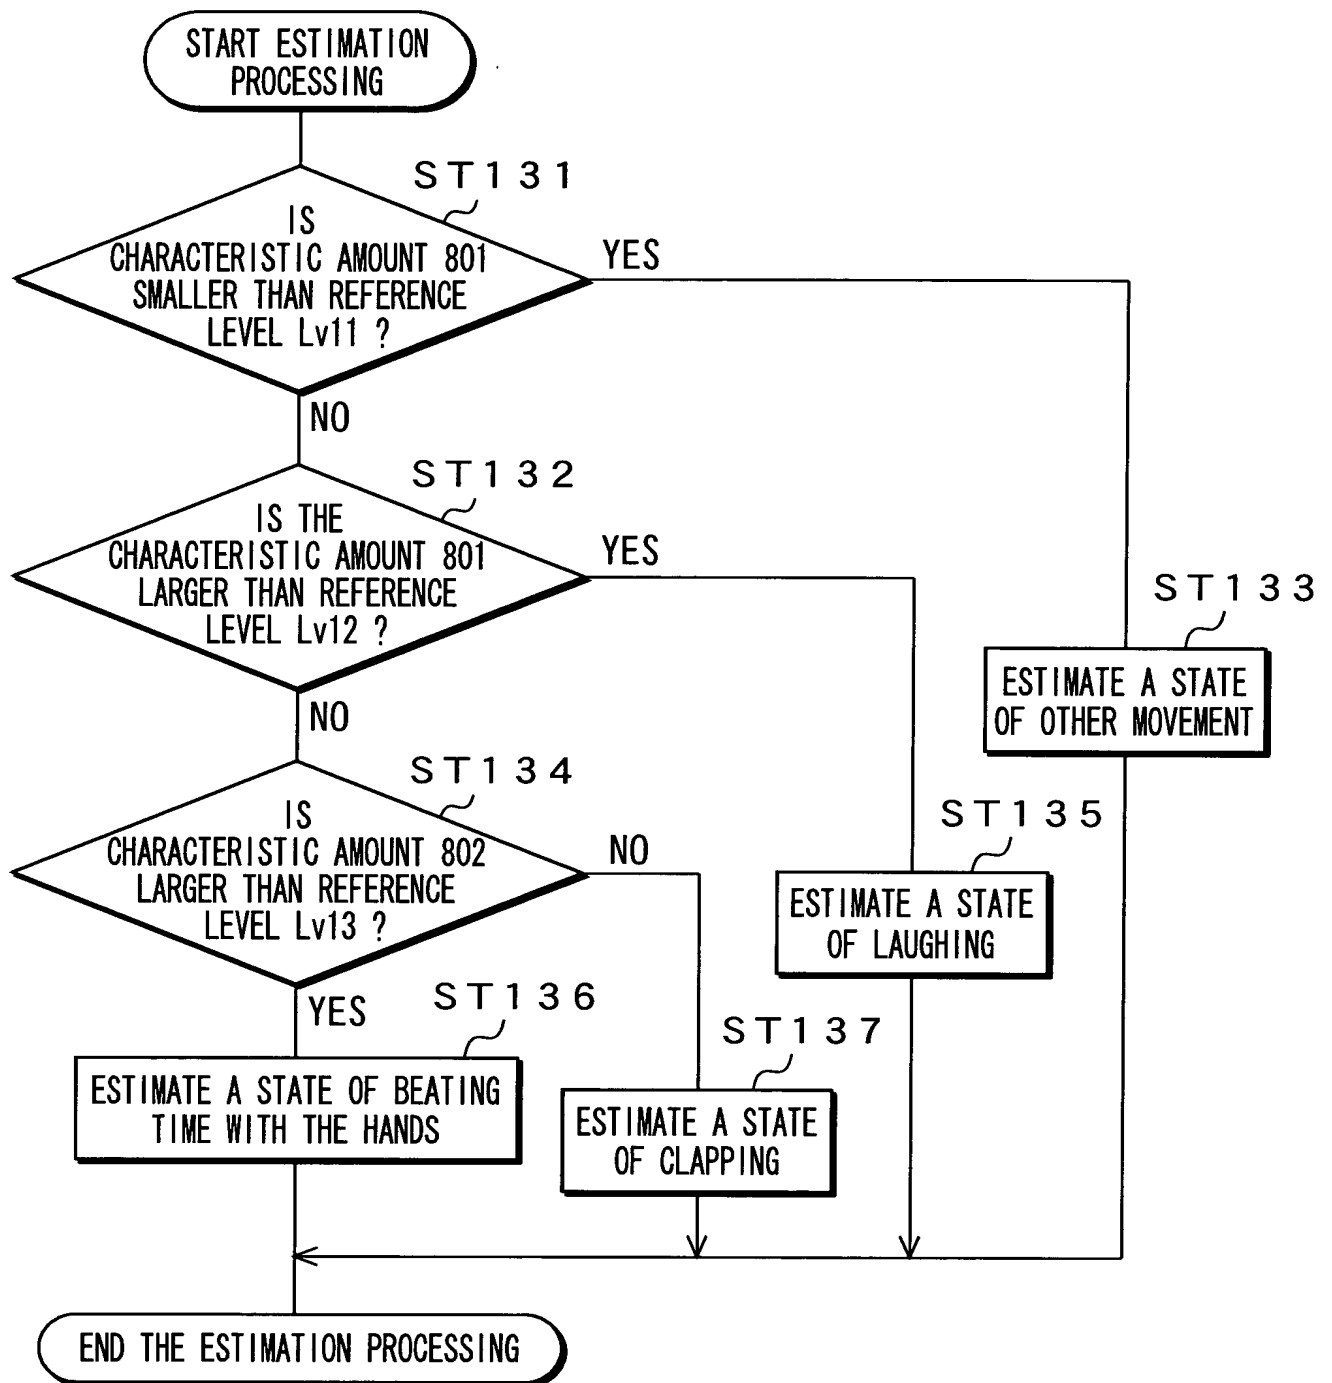 START ESTIMATION
PROCESSING
ST131
IS
CHARACTERISTIC AMOUNT 801
SMALLER THAN REFERENCE
LEVEL Lv11 ?
YES
NO
ST132
IS THE
CHARACTERISTIC AMOUNT 801
LARGER THAN REFERENCE
LEVEL Lv12 ?
YES
NO
ST133
ESTIMATE A STATE
OF OTHER MOVEMENT
ST134
IS
CHARACTERISTIC AMOUNT 802
LARGER THAN REFERENCE
LEVEL Lv13 ?
NO
YES
ST135
ESTIMATE A STATE
OF LAUGHING
ST136
ESTIMATE A STATE OF BEATING
TIME WITH THE HANDS
ST137
ESTIMATE A STATE
OF CLAPPING
END THE ESTIMATION PROCESSING